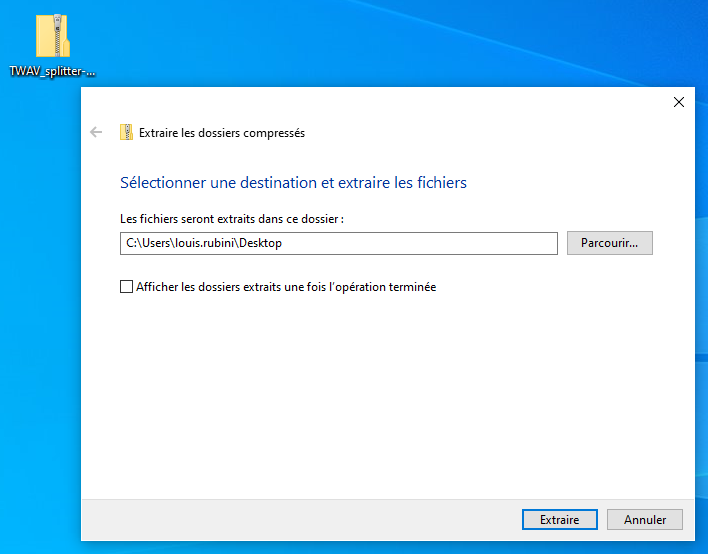 TWAV_splitter-...
Extraire les dossiers compressés
Sélectionner une destination et extraire les fichiers
Les fichiers seront extraits dans ce dossier :
C:\Users\louis.rubini\Desktop
Parcourir...
Afficher les dossiers extraits une fois l'opération terminée
Extraire
Annuler